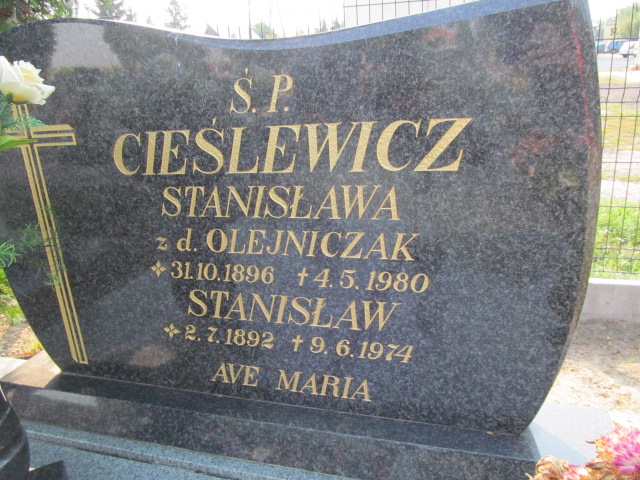 Ś. P.
CIEŚLEWICZ
STANISŁAWA
z d. OLEJNICZAK
31.10.1896 † 4.5.1980
STANISŁAW
2.7.1892 † 9.6.1974
AVE MARIA